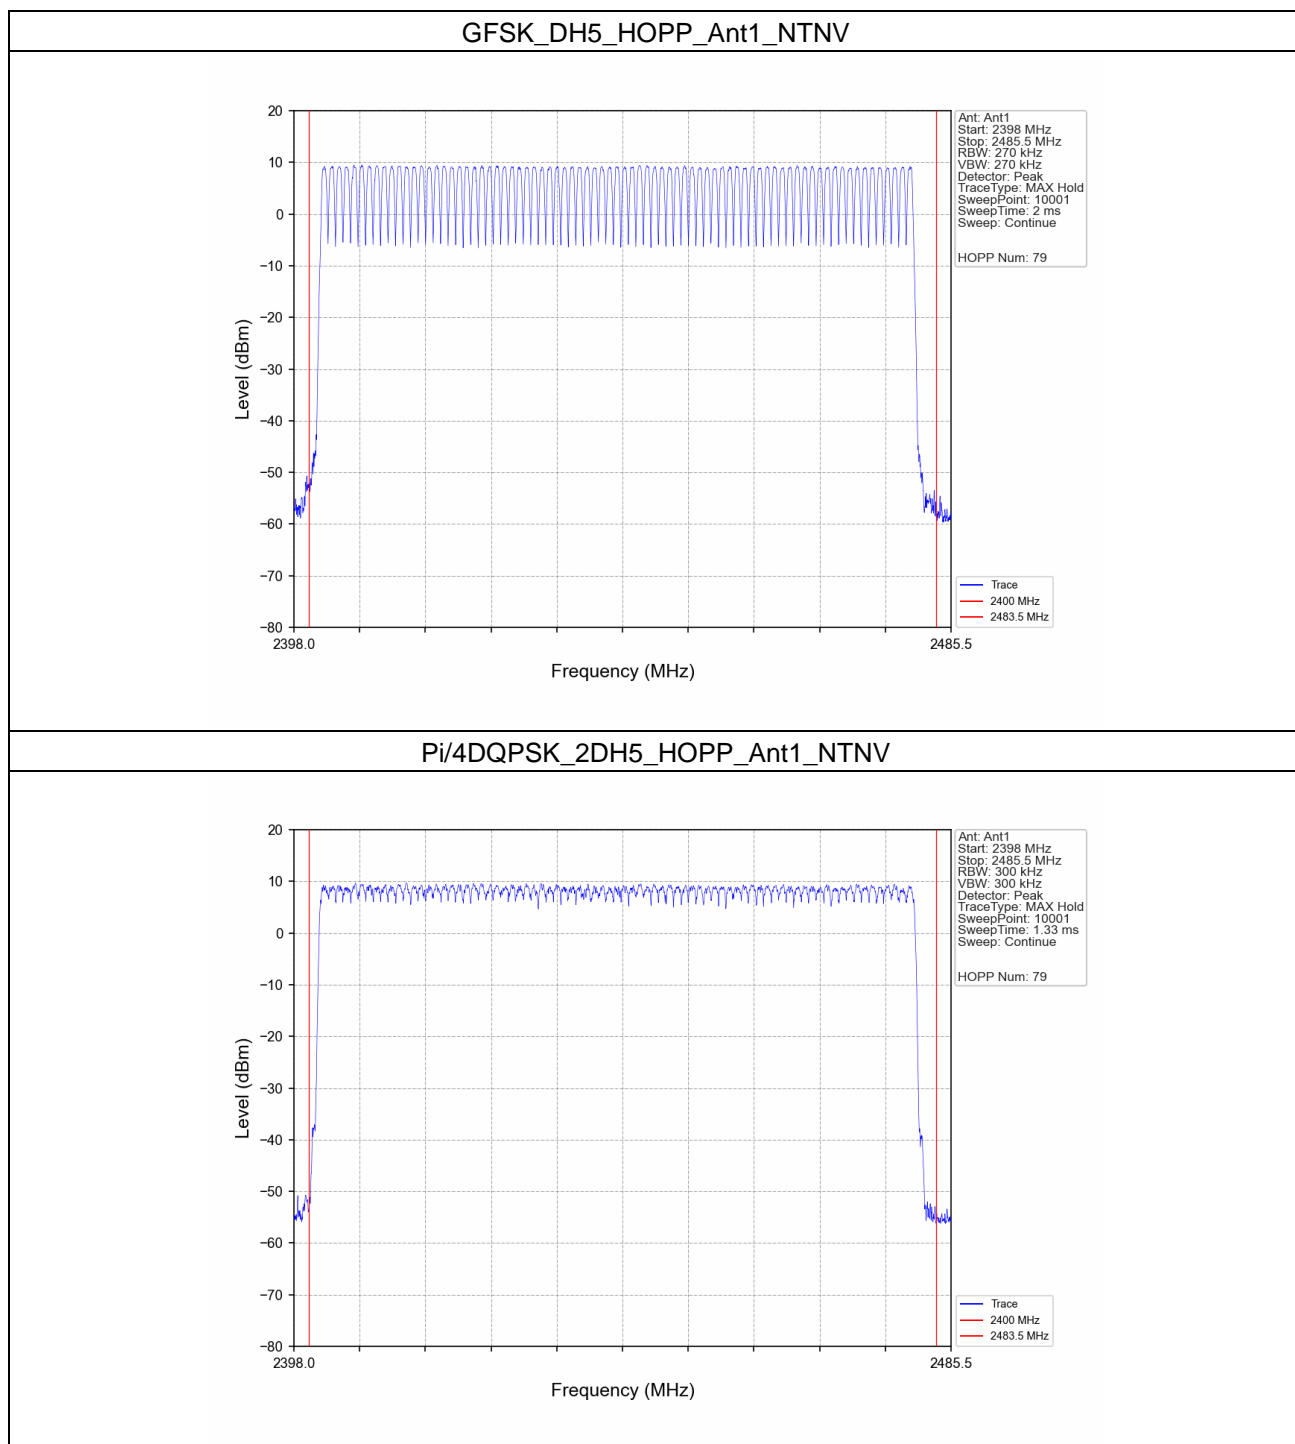 GFSK_DH5_HOPP_Ant1_NTNV
20
10
0
−10
−20
−30
−40
−50
−60
−70
−80
Level (dBm)
2398.0
2485.5
Frequency (MHz)
Ant: Ant1
Start: 2398 MHz
Stop: 2485.5 MHz
RBW: 270 kHz
VBW: 270 kHz
Detector: Peak
TraceType: MAX Hold
SweepPoint: 10001
SweepTime: 2 ms
Sweep: Continue
HOPP Num: 79
Trace
2400 MHz
2483.5 MHz
Pi/4DQPSK_2DH5_HOPP_Ant1_NTNV
20
10
0
−10
−20
−30
−40
−50
−60
−70
−80
Level (dBm)
2398.0
2485.5
Frequency (MHz)
Ant: Ant1
Start: 2398 MHz
Stop: 2485.5 MHz
RBW: 300 kHz
VBW: 300 kHz
Detector: Peak
TraceType: MAX Hold
SweepPoint: 10001
SweepTime: 1.33 ms
Sweep: Continue
HOPP Num: 79
Trace
2400 MHz
2483.5 MHz